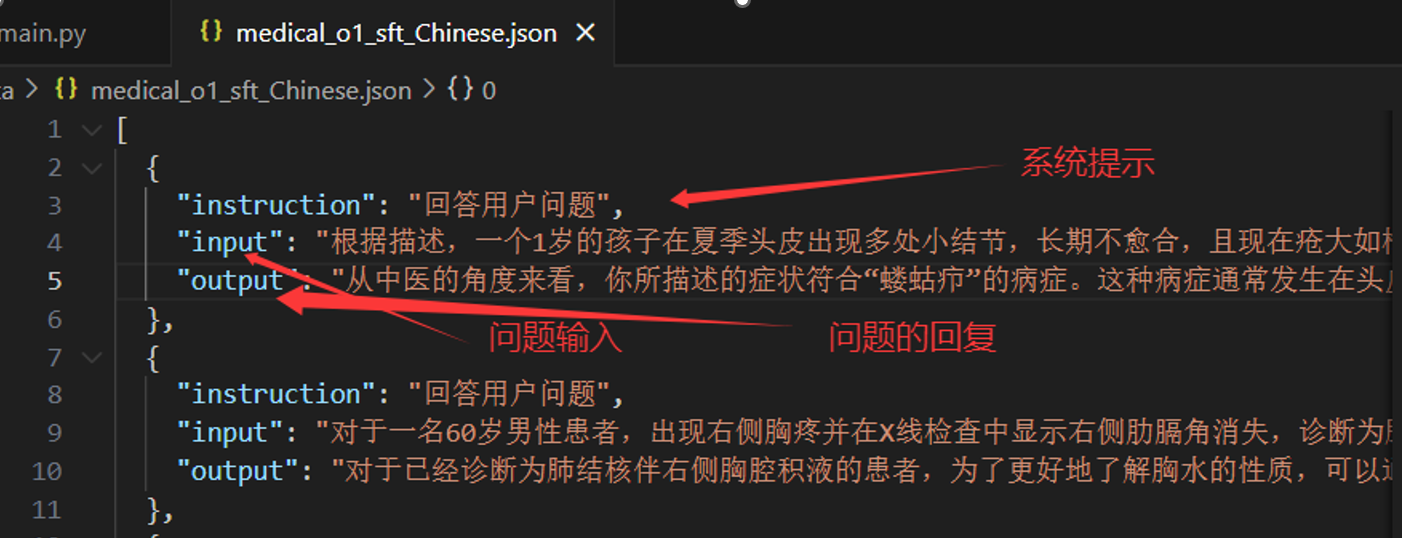 main.py
{} medical_o1_sft_Chinese.json ×
ta > {} medical_o1_sft_Chinese.json > {} 0
1 [
2 {
系统提示
3 "instruction": "回答用户问题",
4 "input": "根据描述，一个1岁的孩子在夏季头皮出现多处小结节，长期不愈合，且现在疮大如
5 "output": "从中医的角度来看，你所描述的症状符合“蝼蛄疖”的病症。这种病症通常发生在头
6 },
问题输入 问题的回复
7 {
8 "instruction": "回答用户问题",
9 "input": "对于一名60岁男性患者，出现右侧胸疼并在X线检查中显示右侧肋膈角消失，诊断为
10 "output": "对于已经诊断为肺结核伴右侧胸腔积液的患者，为了更好地了解胸水的性质，可以
11 },